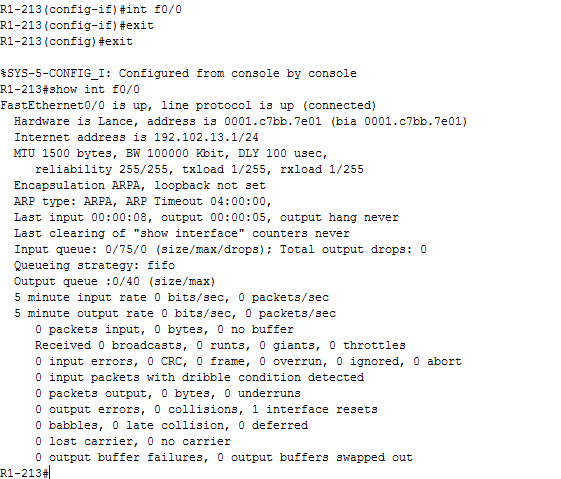 R1-213(config-if)#int f0/0
R1-213(config-if)#exit
R1-213(config)#exit
%SYS-5-CONFIG_I: Configured from console by console
R1-213#show int f0/0
FastEthernet0/0 is up, line protocol is up (connected)
Hardware is Lance, address is 0001.c7bb.7e01 (bia 0001.c7bb.7e01)
Internet address is 192.102.13.1/24
MTU 1500 bytes, BW 100000 Kbit, DLY 100 usec,
reliability 255/255, txload 1/255, rxload 1/255
Encapsulation ARPA, loopback not set
ARP type: ARPA, ARP Timeout 04:00:00,
Last input 00:00:08, output 00:00:05, output hang never
Last clearing of "show interface" counters never
Input queue: 0/75/0 (size/max/drops); Total output drops: 0
Queueing strategy: fifo
Output queue :0/40 (size/max)
5 minute input rate 0 bits/sec, 0 packets/sec
5 minute output rate 0 bits/sec, 0 packets/sec
0 packets input, 0 bytes, 0 no buffer
Received 0 broadcasts, 0 runts, 0 giants, 0 throttles
0 input errors, 0 CRC, 0 frame, 0 overrun, 0 ignored, 0 abort
0 input packets with dribble condition detected
0 packets output, 0 bytes, 0 underruns
0 output errors, 0 collisions, 1 interface resets
0 babbles, 0 late collision, 0 deferred
0 lost carrier, 0 no carrier
0 output buffer failures, 0 output buffers swapped out
R1-213#